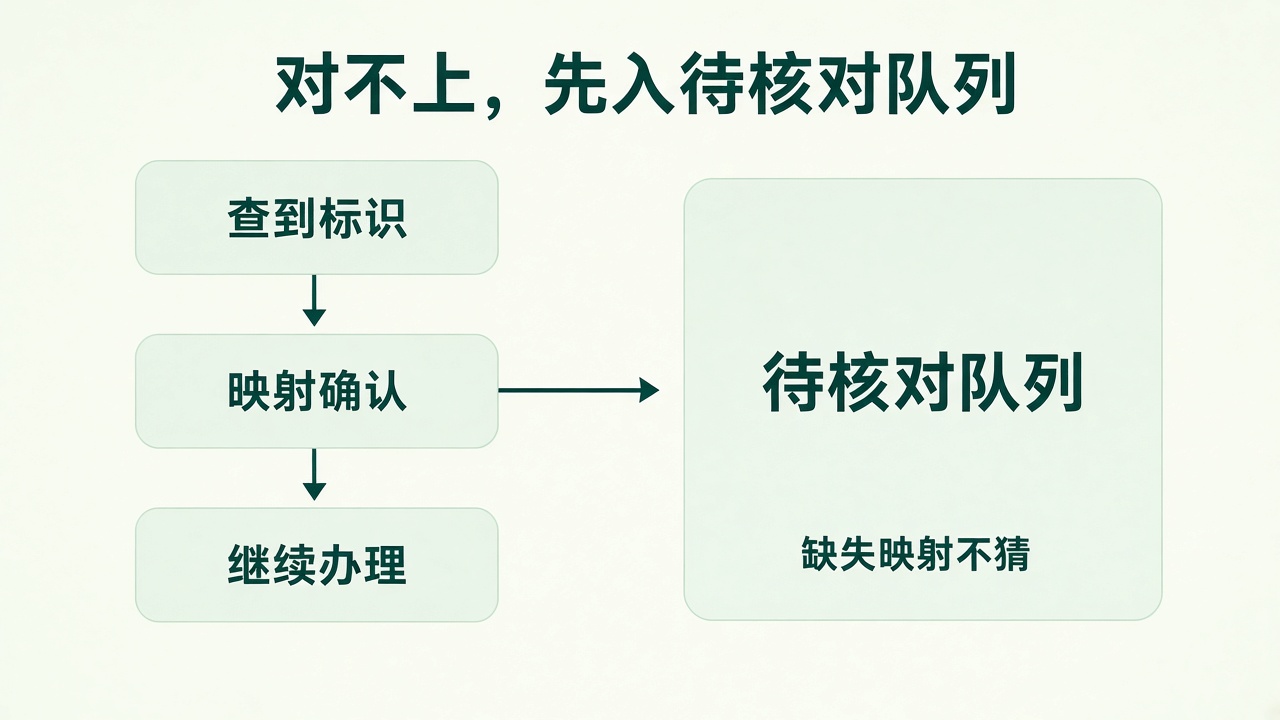 对不上，先入待核对队列
查到标识
映射确认
继续办理
待核对队列
缺失映射不猜